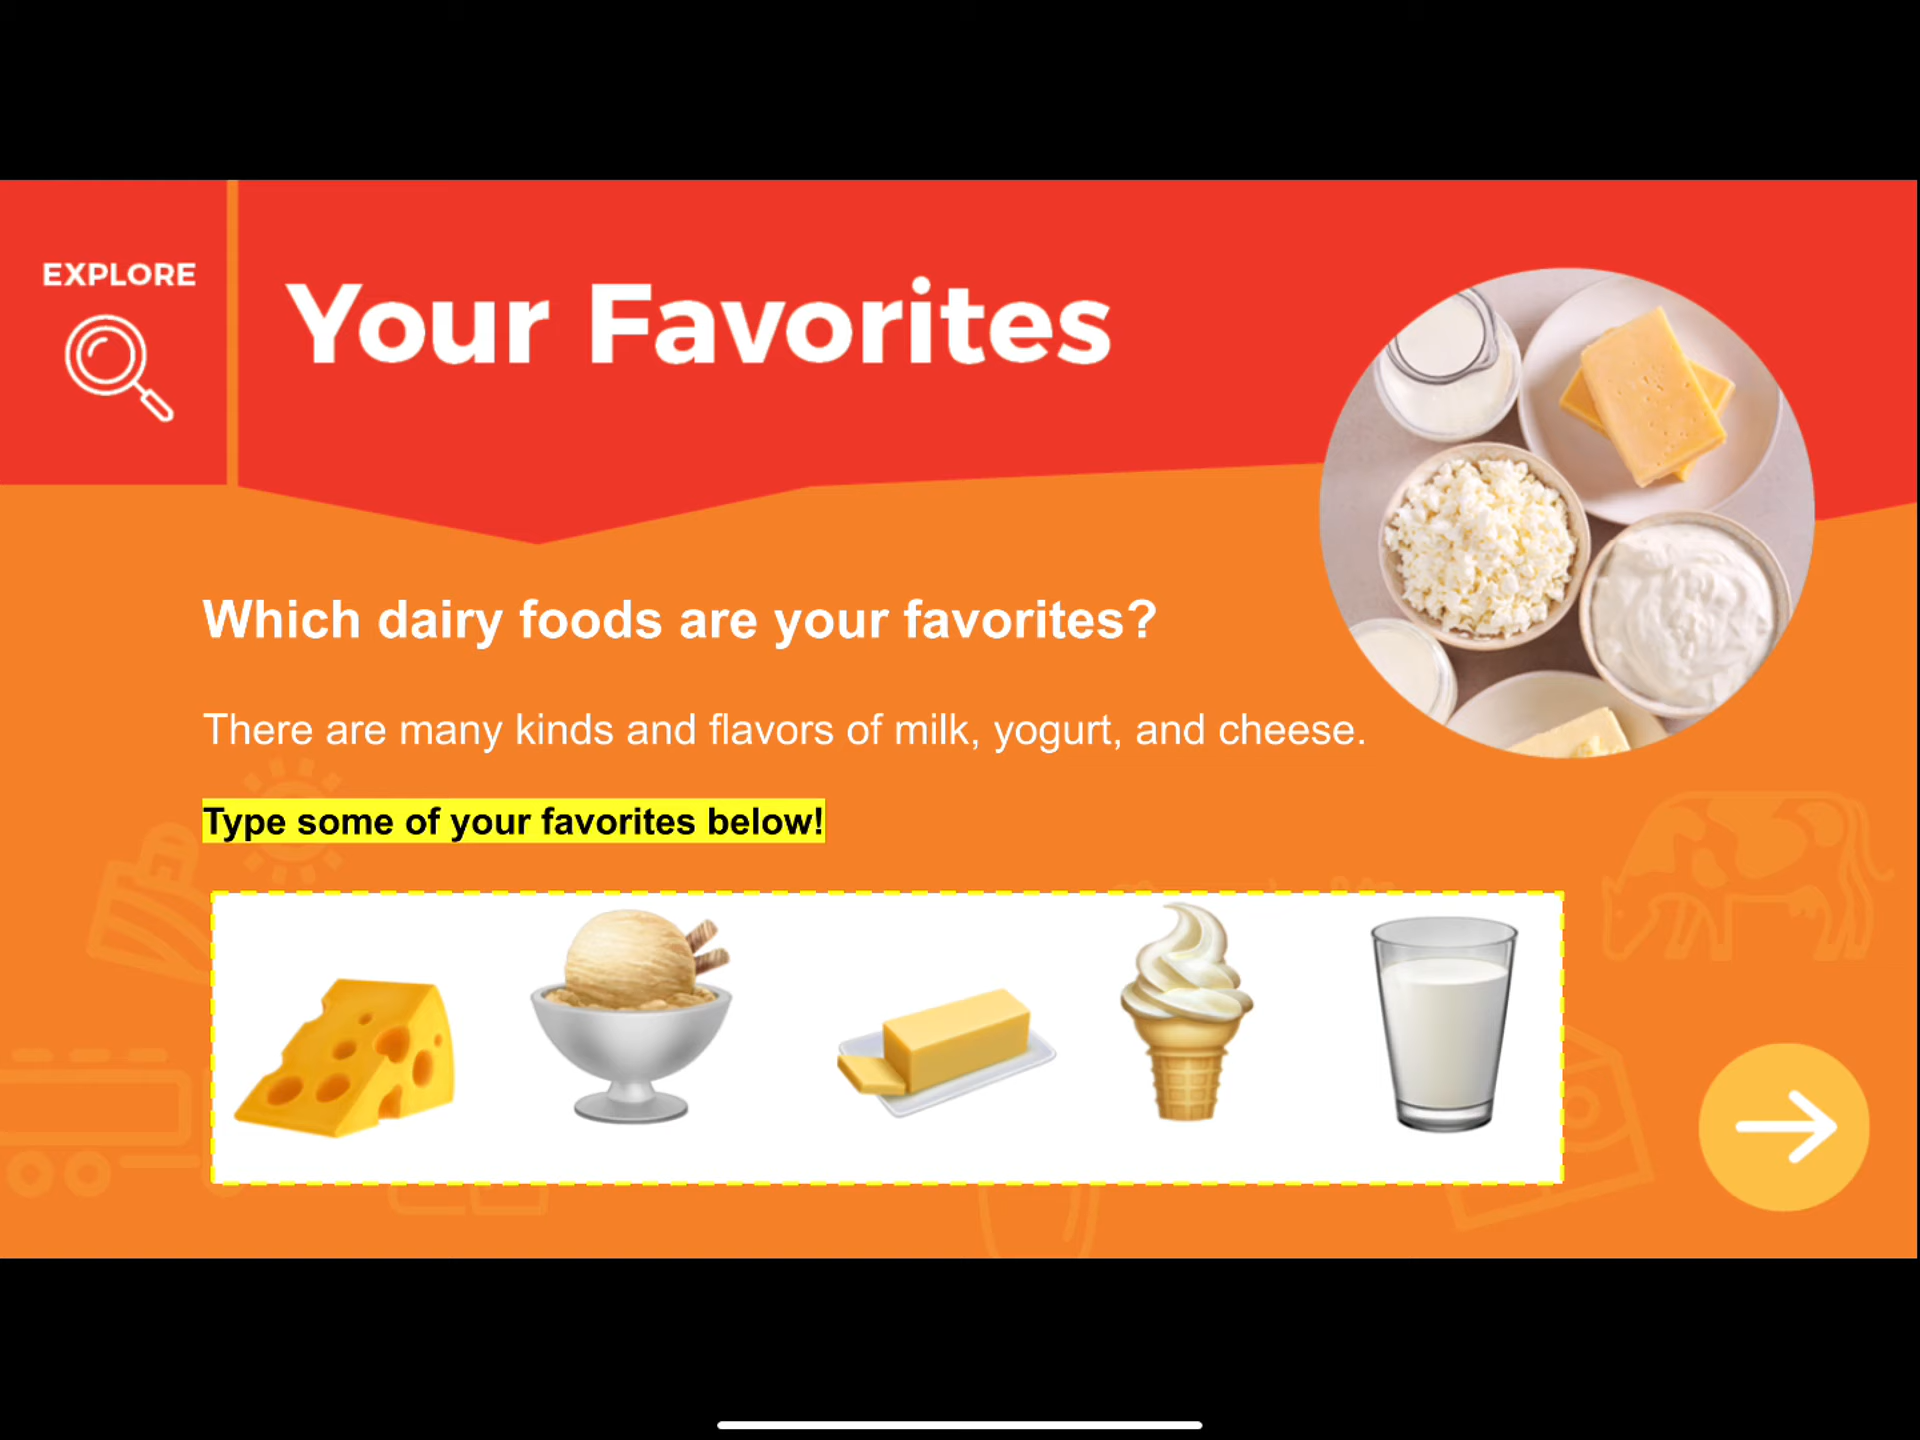 EXPLORE
Your Favorites
Which dairy foods are your favorites?
There are many kinds and flavors of milk, yogurt, and cheese.
Type some of your favorites below!